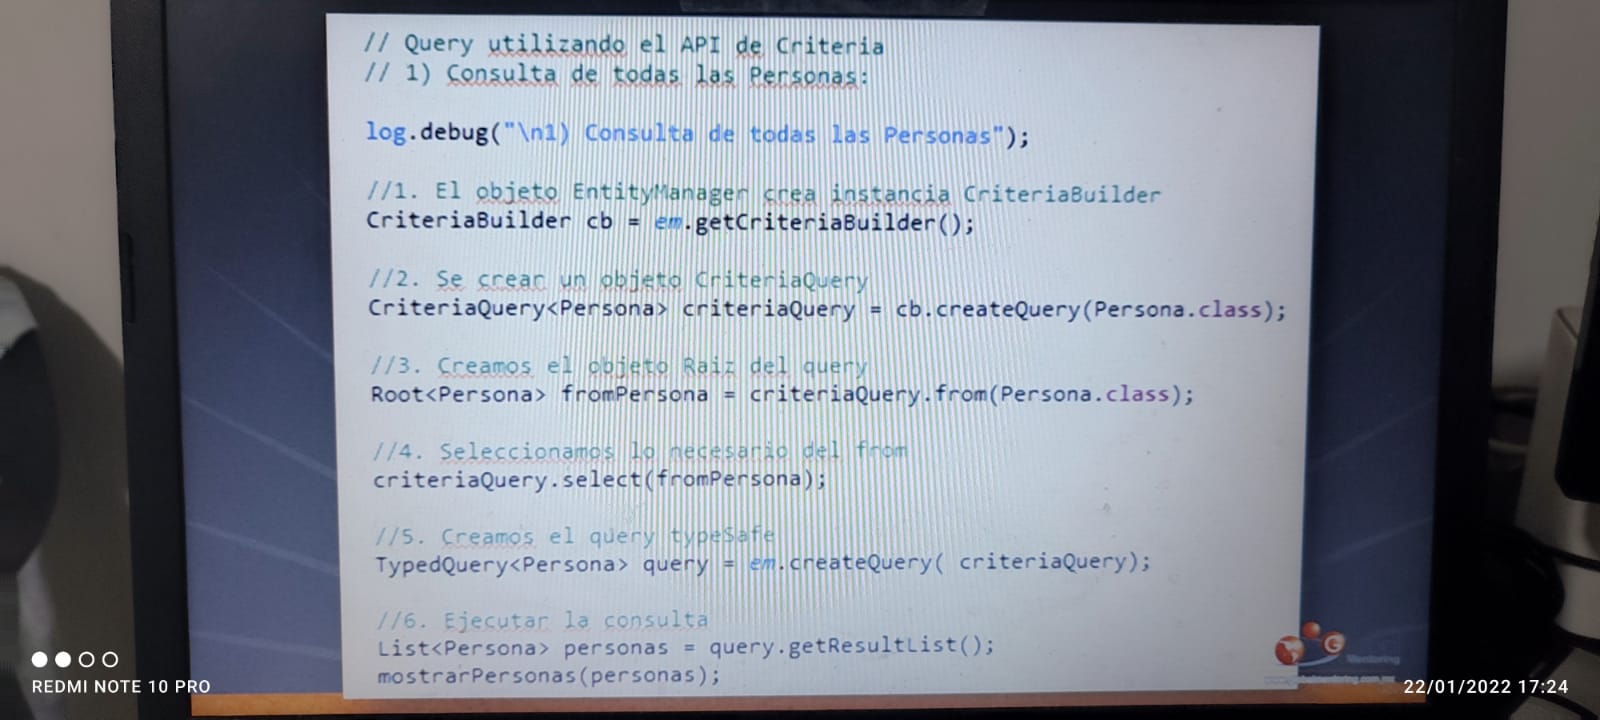 // Query utilizando el API de Criteria
// 1) Consulta de todas las Personas:
log.debug("\n1) Consulta de todas las Personas");
//1. El objeto EntityManager crea instancia CriteriaBuilder
CriteriaBuilder cb = em.getCriteriaBuilder();
//2. Se crear un objeto CriteriaQuery
CriteriaQuery<Persona> criteriaQuery = cb.createQuery(Persona.class);
//3. Creamos el objeto Raiz del query
Root<Persona> fromPersona = criteriaQuery.from(Persona.class);
//4. Seleccionamos lo necesario del from
criteriaQuery.select(fromPersona);
//5. Creamos el query typeSafe
TypedQuery<Persona> query = em.createQuery( criteriaQuery);
//6. Ejecutar la consulta
List<Persona> personas = query.getResultList();
mostrarPersonas(personas);
G
Mentoring
REDMI NOTE 10 PRO
22/01/2022 17:24